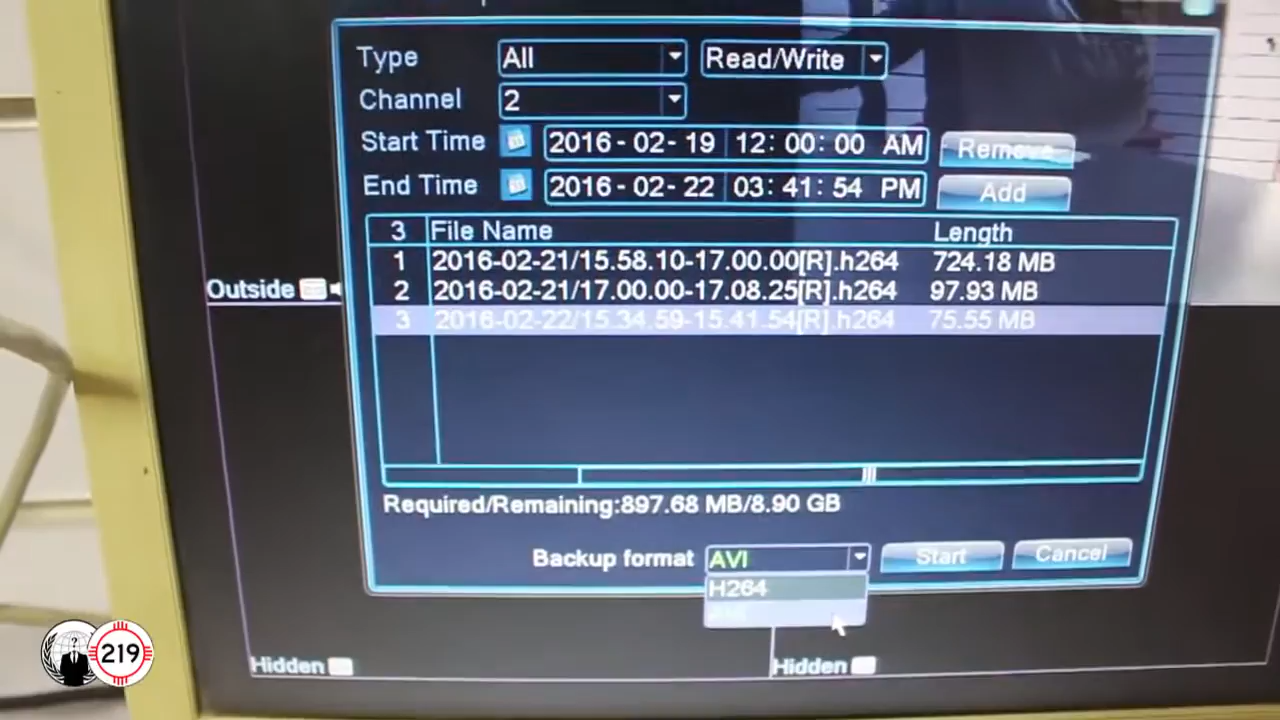 Type All Read/Write
Channel 2
Start Time 2016-02-19 12:00:00 AM Remove
End Time 2016-02-22 03:41:54 PM Add
3 File Name Length
1 2016-02-21/15.58.10-17.00.00[R].h264 724.18 MB
2 2016-02-21/17.00.00-17.08.25[R].h264 97.93 MB
3 2016-02-22/15.34.59-15.41.54[R].h264 75.55 MB
Outside
Required/Remaining:897.68 MB/8.90 GB
Backup format AVI Start Cancel
H264
Hidden
Hidden
? 219